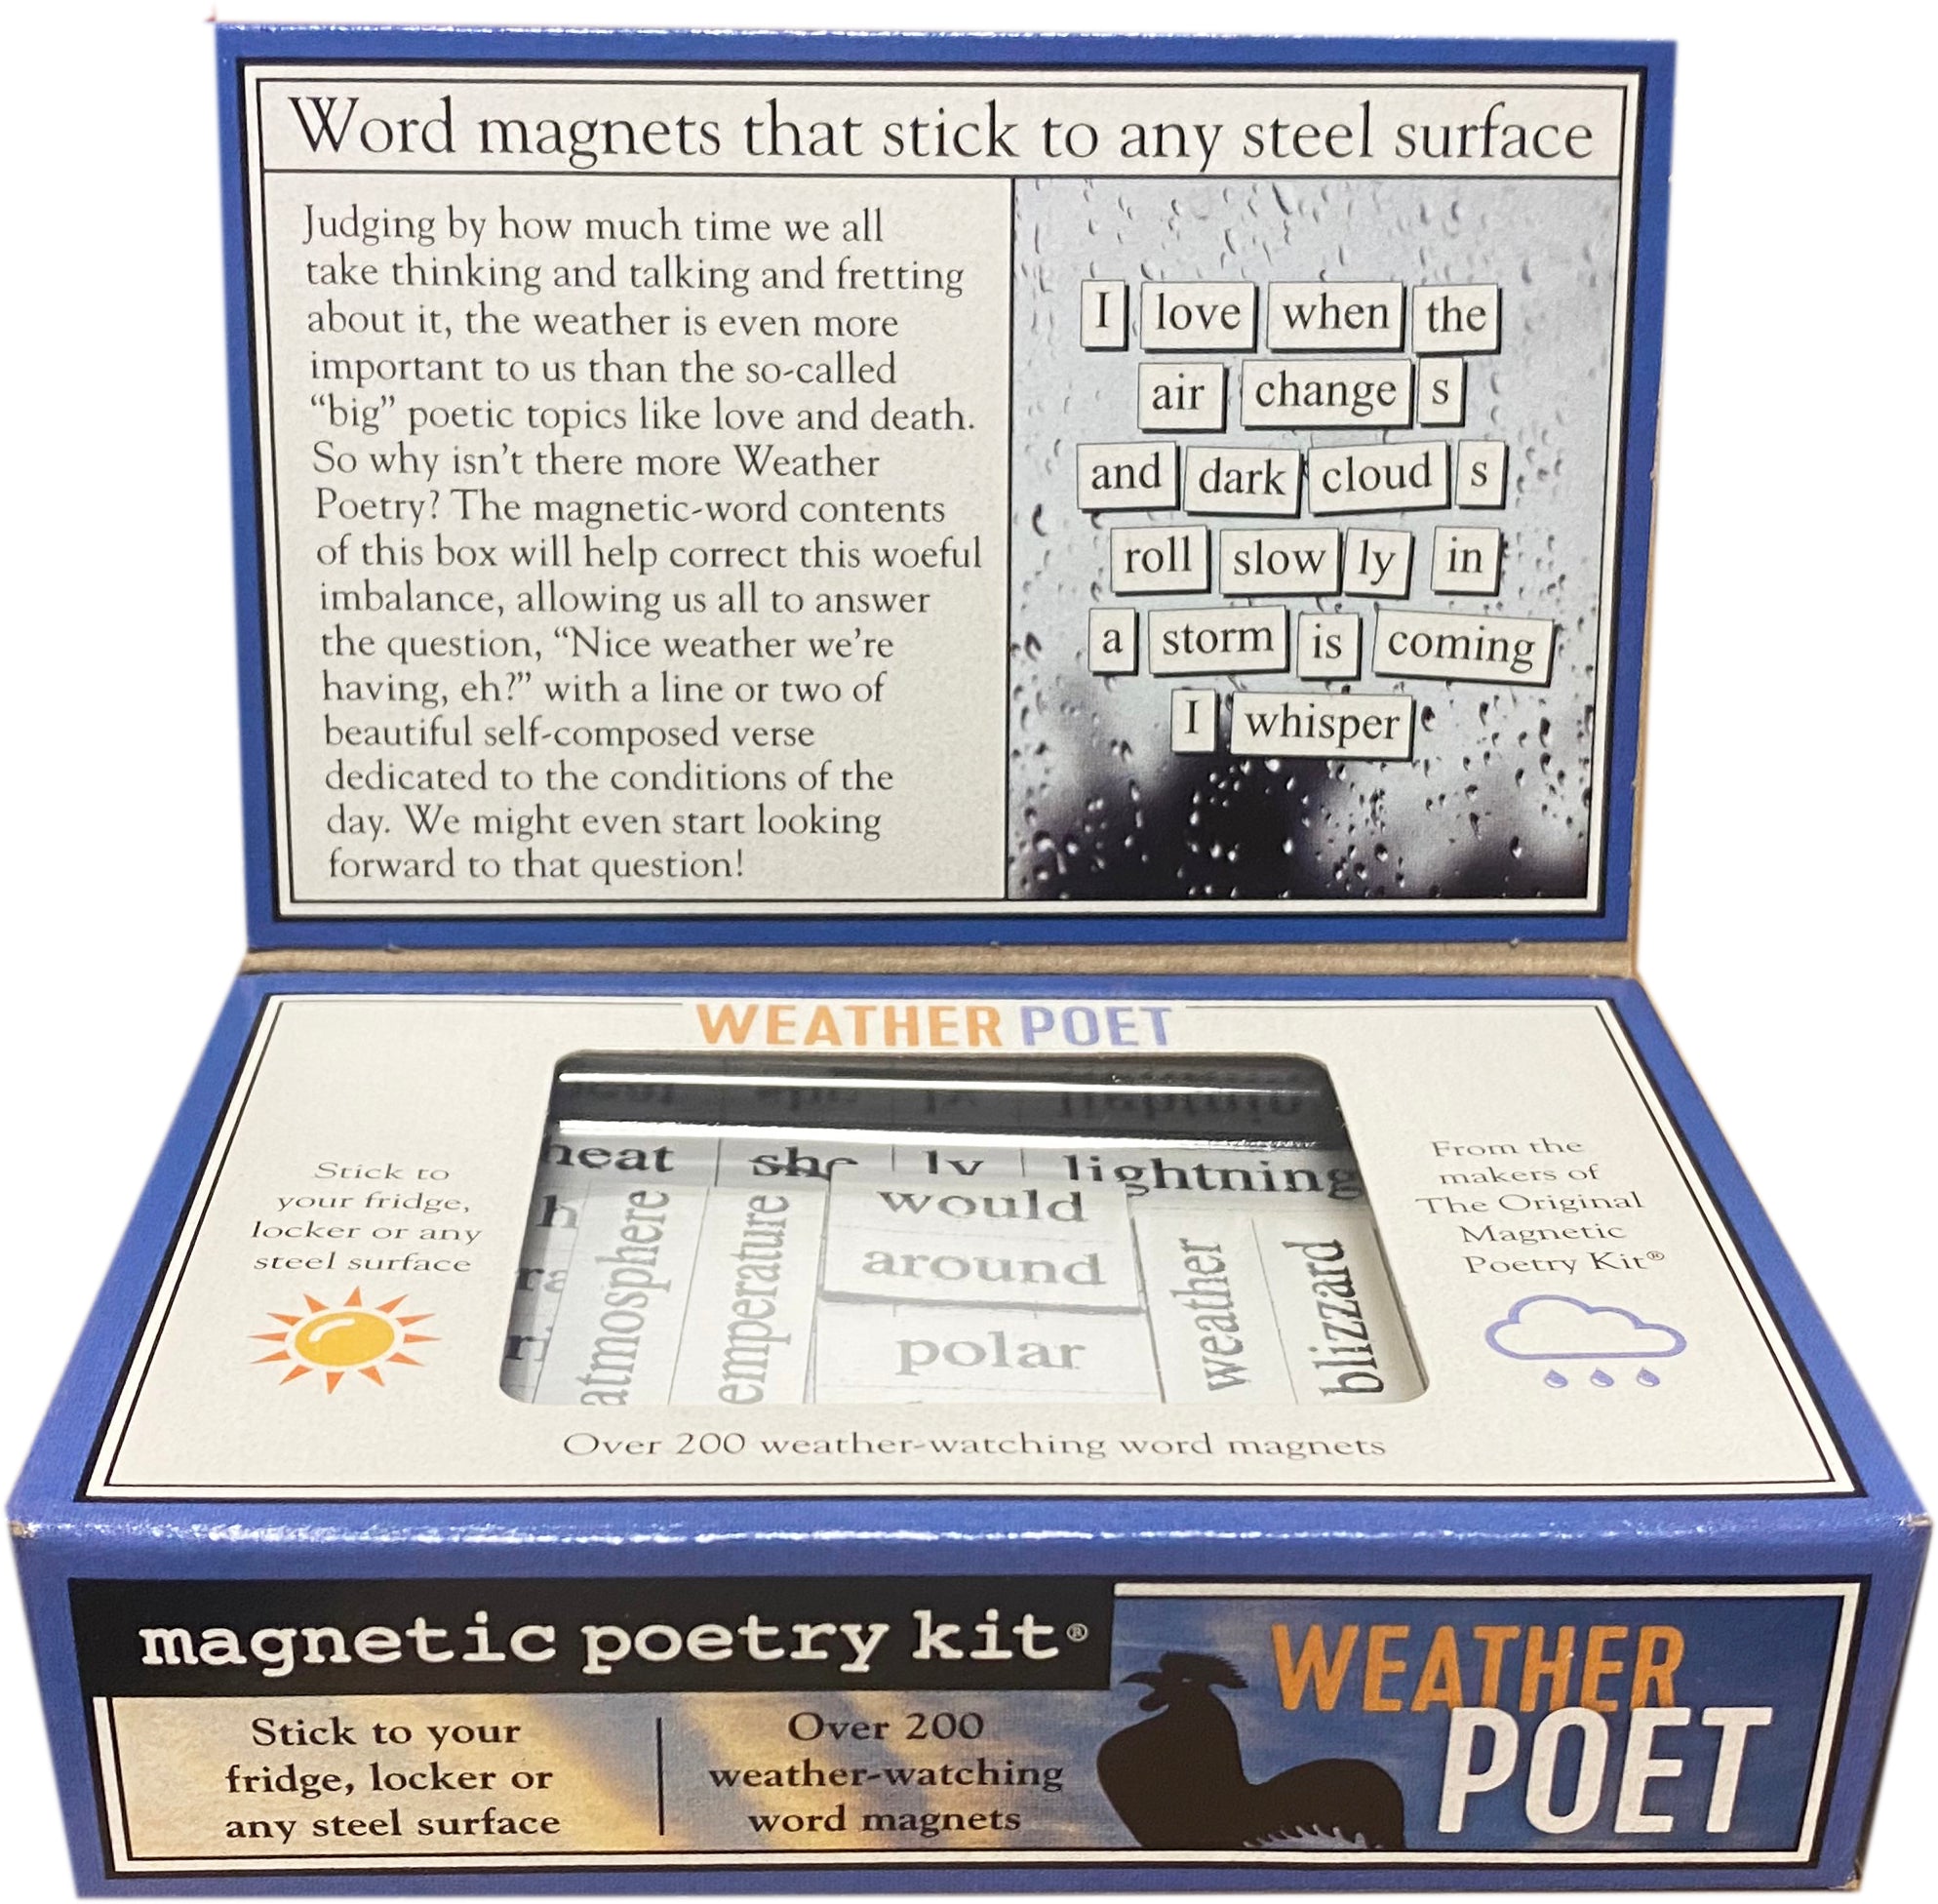 Word magnets that stick to any steel surface
Judging by how much time we all
take thinking and talking and fretting
about it, the weather is even more
important to us than the so-called
“big” poetic topics like love and death.
So why isn’t there more Weather
Poetry? The magnetic-word contents
of this box will help correct this woeful
imbalance, allowing us all to answer
the question, “Nice weather we’re
having, eh?” with a line or two of
beautiful self-composed verse
dedicated to the conditions of the
day. We might even start looking
forward to that question!
I love when the
air change s
and dark cloud s
roll slow ly in
a storm is coming
I whisper
WEATHER POET
Stick to
your fridge,
locker or any
steel surface
heat she ly lightning
would
around
polar
atmosphere
emperature
weather
blizzard
From the
makers of
The Original
Magnetic
Poetry Kit®
Over 200 weather-watching word magnets
magnetic poetry kit®
Stick to your
fridge, locker or
any steel surface
Over 200
weather-watching
word magnets
WEATHER
POET